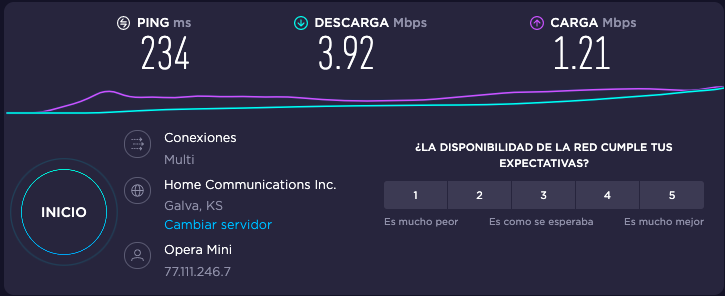 PING ms
DESCARGA Mbps
CARGA Mbps
234
3.92
1.21
Conexiones
Multi
Home Communications Inc.
Galva, KS
Cambiar servidor
Opera Mini
77.111.246.7
INICIO
¿LA DISPONIBILIDAD DE LA RED CUMPLE TUS
EXPECTATIVAS?
1 2 3 4 5
Es mucho peor Es como se esperaba Es mucho mejor